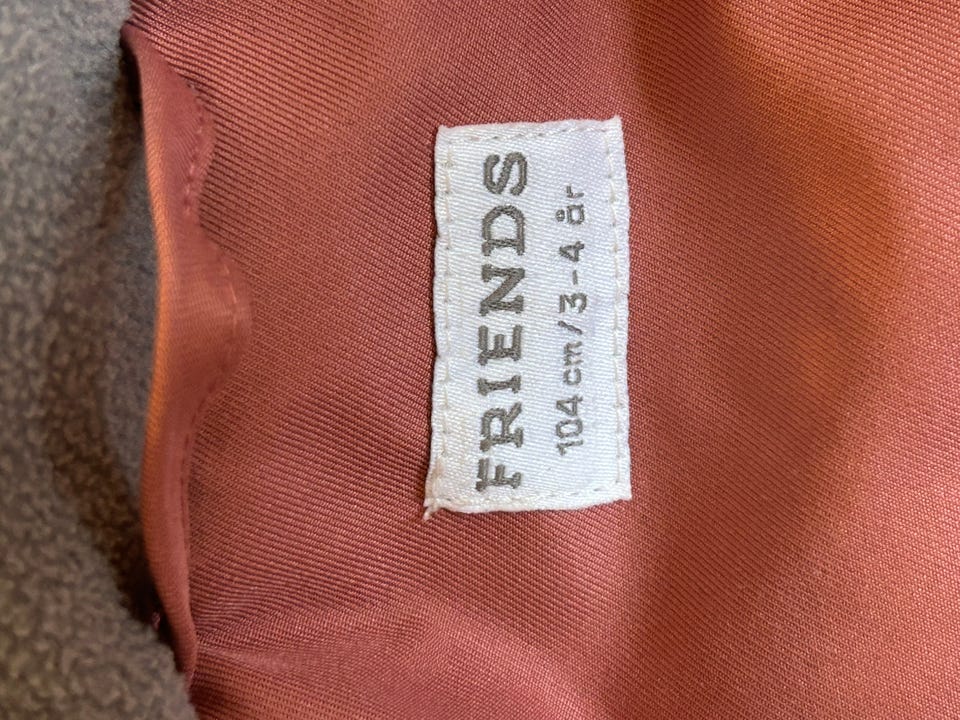 FRIENDS
104 cm/3-4 år